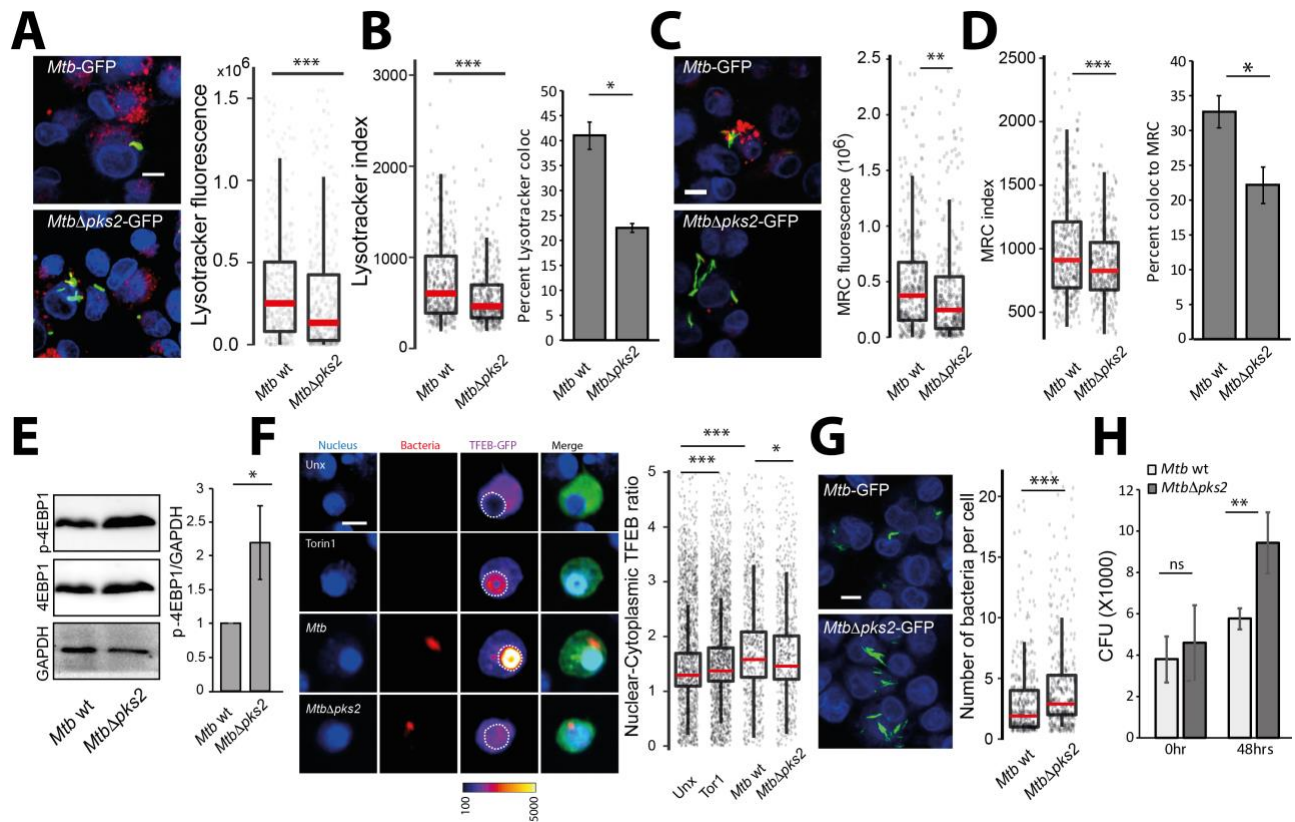 A
Mtb-GFP
MtbΔpks2-GFP
Lysotracker fluorescence
x10⁶
1.5
1.0
0.5
0.0
***
Mtb wt
MtbΔpks2
B
Lysotracker index
3000
2000
1000
0
***
Mtb wt
MtbΔpks2
Percent Lysotracker coloc
50
45
40
35
30
25
20
15
10
5
0
*
Mtb wt
MtbΔpks2
C
Mtb-GFP
MtbΔpks2-GFP
MRC fluorescence (10⁶)
2.5
2.0
1.5
1.0
0.5
0.0
**
Mtb wt
MtbΔpks2
D
MRC index
2500
2000
1500
1000
500
***
Mtb wt
MtbΔpks2
Percent coloc to MRC
40
35
30
25
20
15
10
5
0
*
Mtb wt
MtbΔpks2
E
p-4EBP1
4EBP1
GAPDH
Mtb wt
MtbΔpks2
p-4EBP1/GAPDH
3
2.5
2
1.5
1
0.5
0
*
Mtb wt
MtbΔpks2
F
Nucleus Bacteria TFEB-GFP Merge
Unx
Torin1
Mtb
MtbΔpks2
100
5000
Nuclear-Cytoplasmic TFEB ratio
5
4
3
2
1
0
***
***
*
Unx
Tor1
Mtb wt
MtbΔpks2
G
Mtb-GFP
MtbΔpks2-GFP
Number of bacteria per cell
20
15
10
5
0
***
Mtb wt
MtbΔpks2
H
Mtb wt
MtbΔpks2
CFU (X1000)
12
10
8
6
4
2
0
ns
**
0hr
48hrs